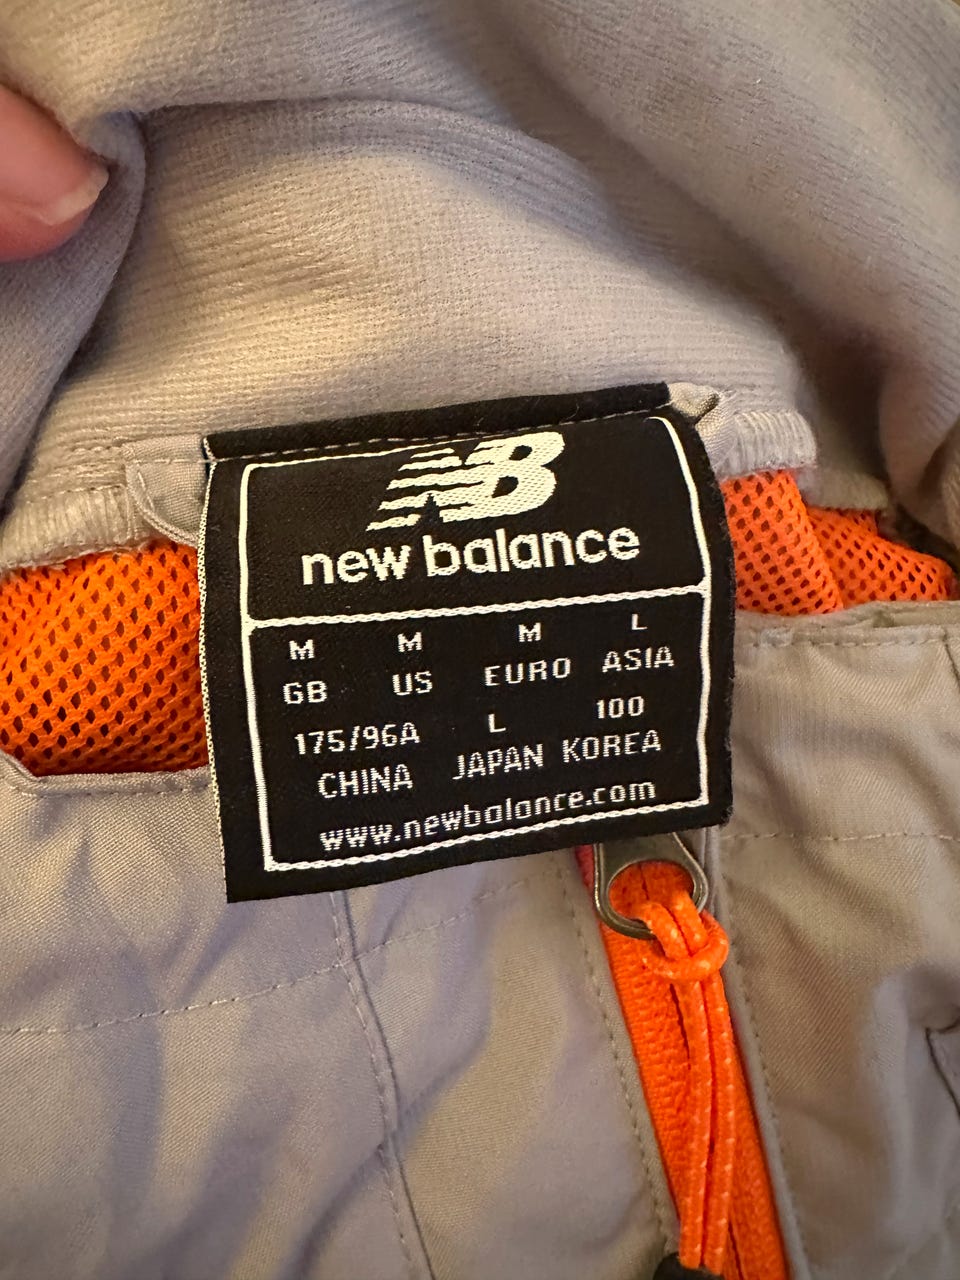 NB
new balance
M M M L
GB US EURO ASIA
175/96A L 100
CHINA JAPAN KOREA
www.newbalance.com